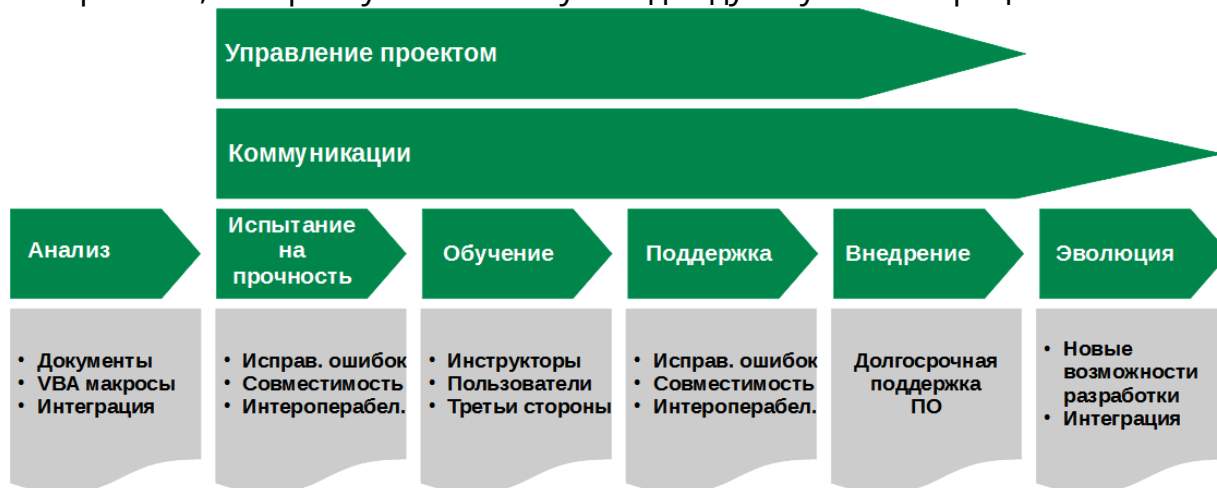 Управление проектом
Коммуникации
Анализ
Испытание
на
прочность
Обучение
Поддержка
Внедрение
Эволюция
• Документы
• VBA макросы
• Интеграция
• Исправ. ошибок
• Совместимость
• Интероперабел.
• Инструкторы
• Пользователи
• Третьи стороны
• Исправ. ошибок
• Совместимость
• Интероперабел.
Долгосрочная
поддержка
ПО
• Новые
возможности
разработки
• Интеграция